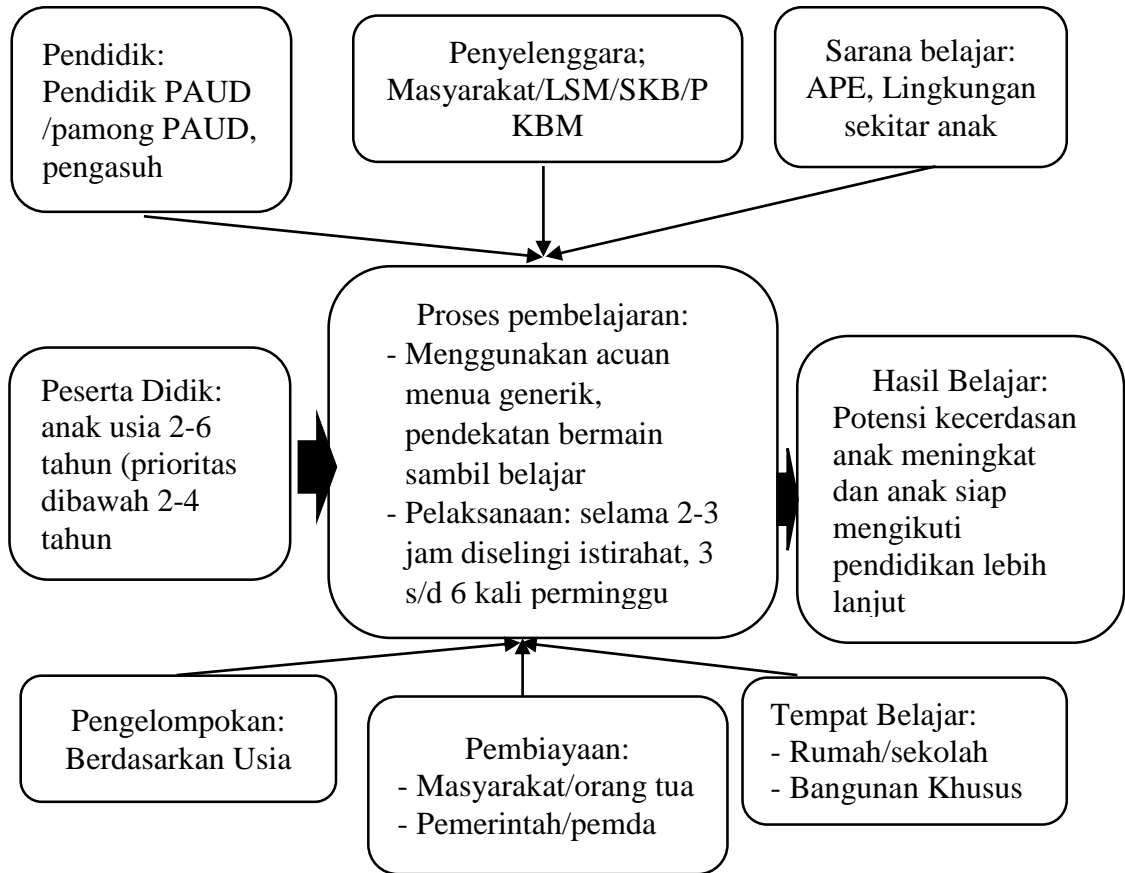 Pendidik:
Pendidik PAUD
/pamong PAUD,
pengasuh
Penyelenggara;
Masyarakat/LSM/SKB/P
KBM
Sarana belajar:
APE, Lingkungan
sekitar anak
Peserta Didik:
anak usia 2-6
tahun (prioritas
dibawah 2-4
tahun
Proses pembelajaran:
- Menggunakan acuan
menua generik,
pendekatan bermain
sambil belajar
- Pelaksanaan: selama 2-3
jam diselingi istirahat, 3
s/d 6 kali perminggu
Hasil Belajar:
Potensi kecerdasan
anak meningkat
dan anak siap
mengikuti
pendidikan lebih
lanjut
Pengelompokan:
Berdasarkan Usia
Pembiayaan:
- Masyarakat/orang tua
- Pemerintah/pemda
Tempat Belajar:
- Rumah/sekolah
- Bangunan Khusus